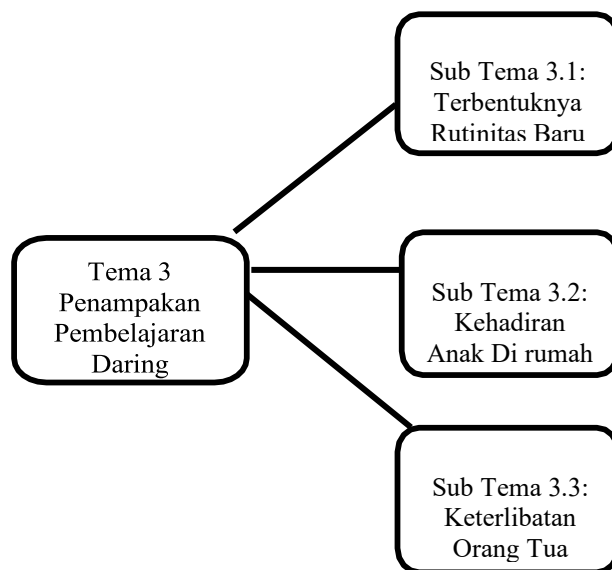 Tema 3
Penampakan
Pembelajaran
Daring
Sub Tema 3.1:
Terbentuknya
Rutinitas Baru
Sub Tema 3.2:
Kehadiran
Anak Di rumah
Sub Tema 3.3:
Keterlibatan
Orang Tua